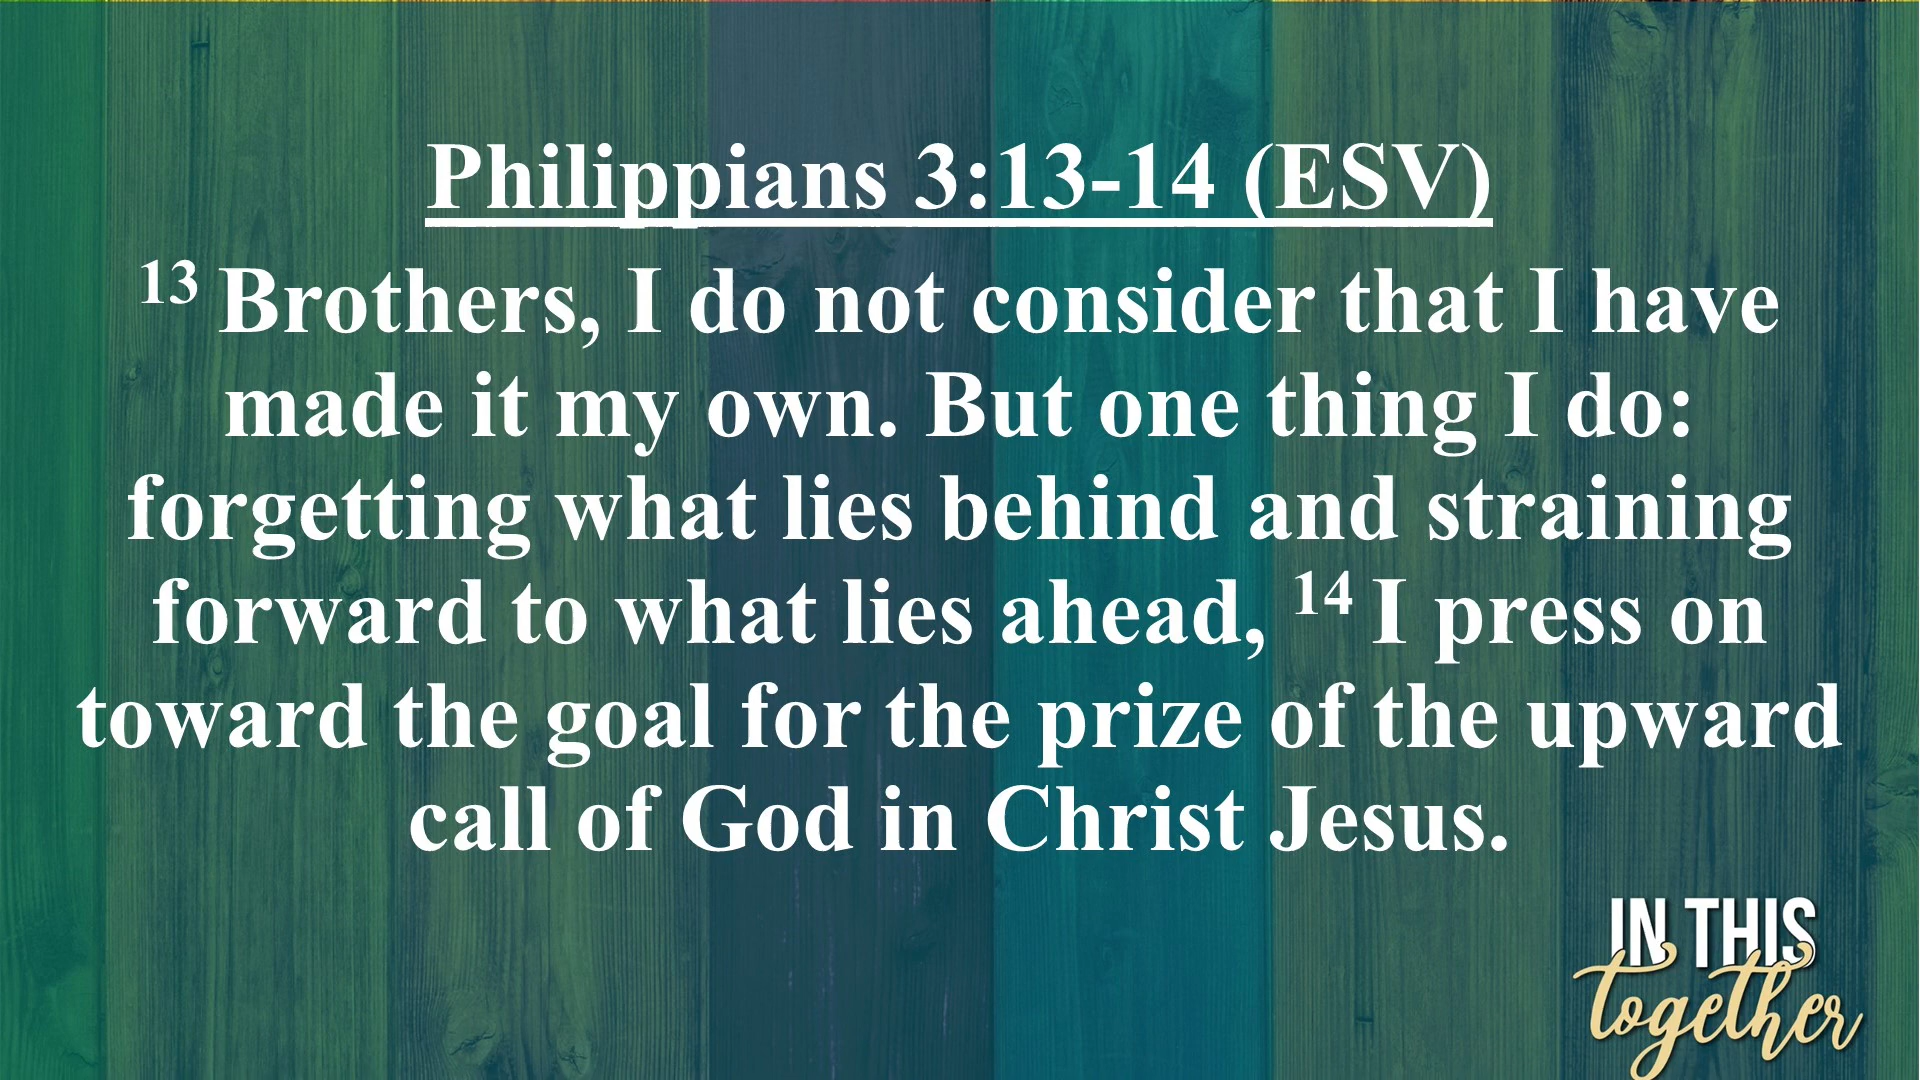 Philippians 3:13-14 (ESV)
13 Brothers, I do not consider that I have
made it my own. But one thing I do:
forgetting what lies behind and straining
forward to what lies ahead, 14 I press on
toward the goal for the prize of the upward
call of God in Christ Jesus.
IN THIS
together